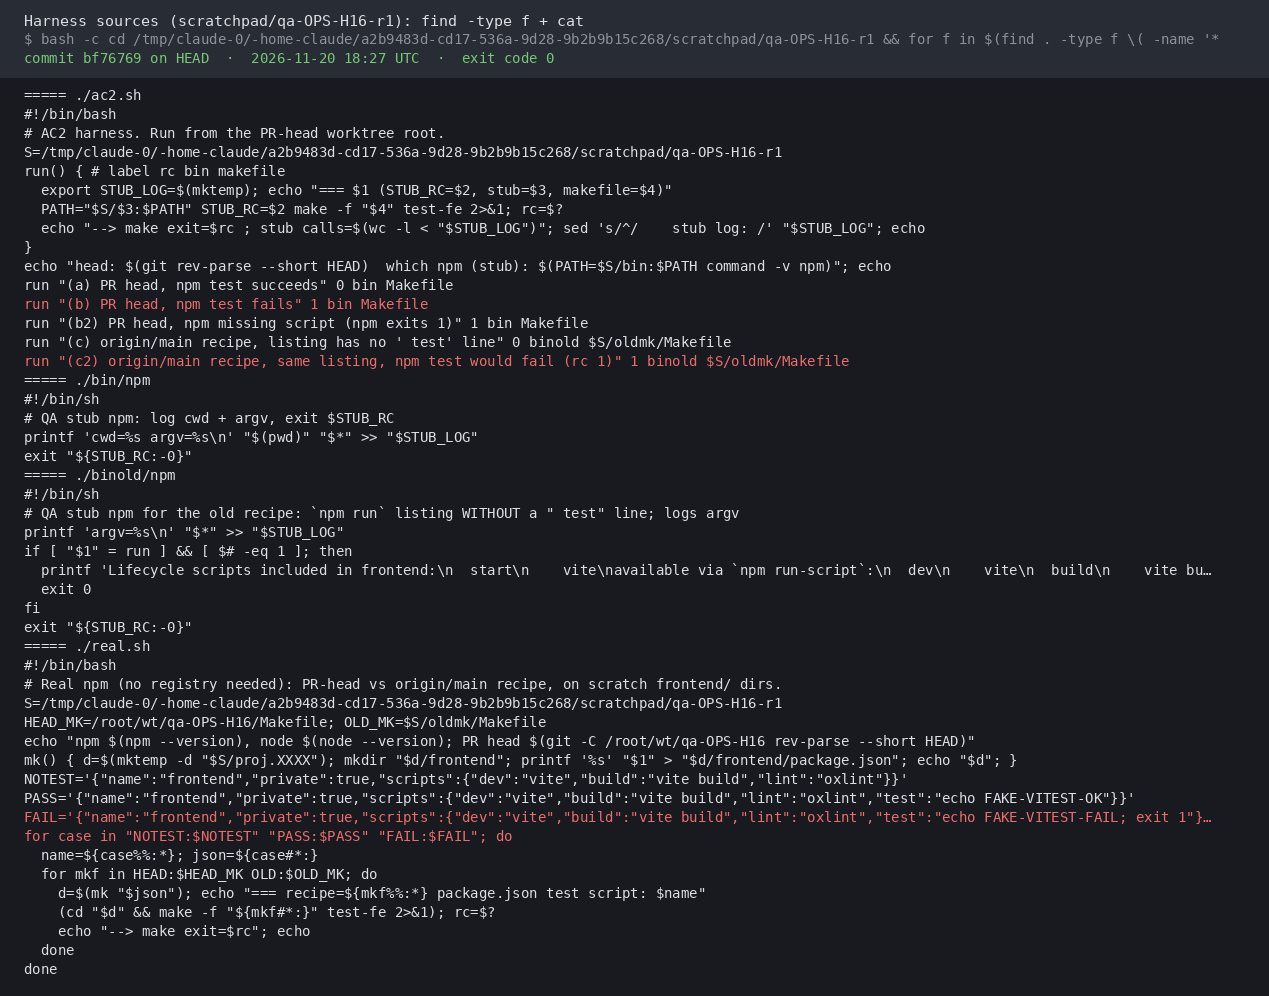 Harness sources (scratchpad/qa-OPS-H16-r1): find -type f + cat
$ bash -c cd /tmp/claude-0/-home-claude/a2b9483d-cd17-536a-9d28-9b2b9b15c268/scratchpad/qa-OPS-H16-r1 && for f in $(find . -type f \( -name '*
commit bf76769 on HEAD  ·  2026-11-20 18:27 UTC  ·  exit code 0
===== ./ac2.sh
#!/bin/bash
# AC2 harness. Run from the PR-head worktree root.
S=/tmp/claude-0/-home-claude/a2b9483d-cd17-536a-9d28-9b2b9b15c268/scratchpad/qa-OPS-H16-r1
run() { # label rc bin makefile
  export STUB_LOG=$(mktemp); echo "=== $1 (STUB_RC=$2, stub=$3, makefile=$4)"
  PATH="$S/$3:$PATH" STUB_RC=$2 make -f "$4" test-fe 2>&1; rc=$?
  echo "--> make exit=$rc ; stub calls=$(wc -l < "$STUB_LOG")"; sed 's/^/    stub log: /' "$STUB_LOG"; echo
}
echo "head: $(git rev-parse --short HEAD)  which npm (stub): $(PATH=$S/bin:$PATH command -v npm)"; echo
run "(a) PR head, npm test succeeds" 0 bin Makefile
run "(b) PR head, npm test fails" 1 bin Makefile
run "(b2) PR head, npm missing script (npm exits 1)" 1 bin Makefile
run "(c) origin/main recipe, listing has no ' test' line" 0 binold $S/oldmk/Makefile
run "(c2) origin/main recipe, same listing, npm test would fail (rc 1)" 1 binold $S/oldmk/Makefile
===== ./bin/npm
#!/bin/sh
# QA stub npm: log cwd + argv, exit $STUB_RC
printf 'cwd=%s argv=%s\n' "$(pwd)" "$*" >> "$STUB_LOG"
exit "${STUB_RC:-0}"
===== ./binold/npm
#!/bin/sh
# QA stub npm for the old recipe: `npm run` listing WITHOUT a " test" line; logs argv
printf 'argv=%s\n' "$*" >> "$STUB_LOG"
if [ "$1" = run ] && [ $# -eq 1 ]; then
  printf 'Lifecycle scripts included in frontend:\n  start\n    vite\navailable via `npm run-script`:\n  dev\n    vite\n  build\n    vite bu…
  exit 0
fi
exit "${STUB_RC:-0}"
===== ./real.sh
#!/bin/bash
# Real npm (no registry needed): PR-head vs origin/main recipe, on scratch frontend/ dirs.
S=/tmp/claude-0/-home-claude/a2b9483d-cd17-536a-9d28-9b2b9b15c268/scratchpad/qa-OPS-H16-r1
HEAD_MK=/root/wt/qa-OPS-H16/Makefile; OLD_MK=$S/oldmk/Makefile
echo "npm $(npm --version), node $(node --version); PR head $(git -C /root/wt/qa-OPS-H16 rev-parse --short HEAD)"
mk() { d=$(mktemp -d "$S/proj.XXXX"); mkdir "$d/frontend"; printf '%s' "$1" > "$d/frontend/package.json"; echo "$d"; }
NOTEST='{"name":"frontend","private":true,"scripts":{"dev":"vite","build":"vite build","lint":"oxlint"}}'
PASS='{"name":"frontend","private":true,"scripts":{"dev":"vite","build":"vite build","lint":"oxlint","test":"echo FAKE-VITEST-OK"}}'
FAIL='{"name":"frontend","private":true,"scripts":{"dev":"vite","build":"vite build","lint":"oxlint","test":"echo FAKE-VITEST-FAIL; exit 1"}…
for case in "NOTEST:$NOTEST" "PASS:$PASS" "FAIL:$FAIL"; do
  name=${case%%:*}; json=${case#*:}
  for mkf in HEAD:$HEAD_MK OLD:$OLD_MK; do
    d=$(mk "$json"); echo "=== recipe=${mkf%%:*} package.json test script: $name"
    (cd "$d" && make -f "${mkf#*:}" test-fe 2>&1); rc=$?
    echo "--> make exit=$rc"; echo
  done
done